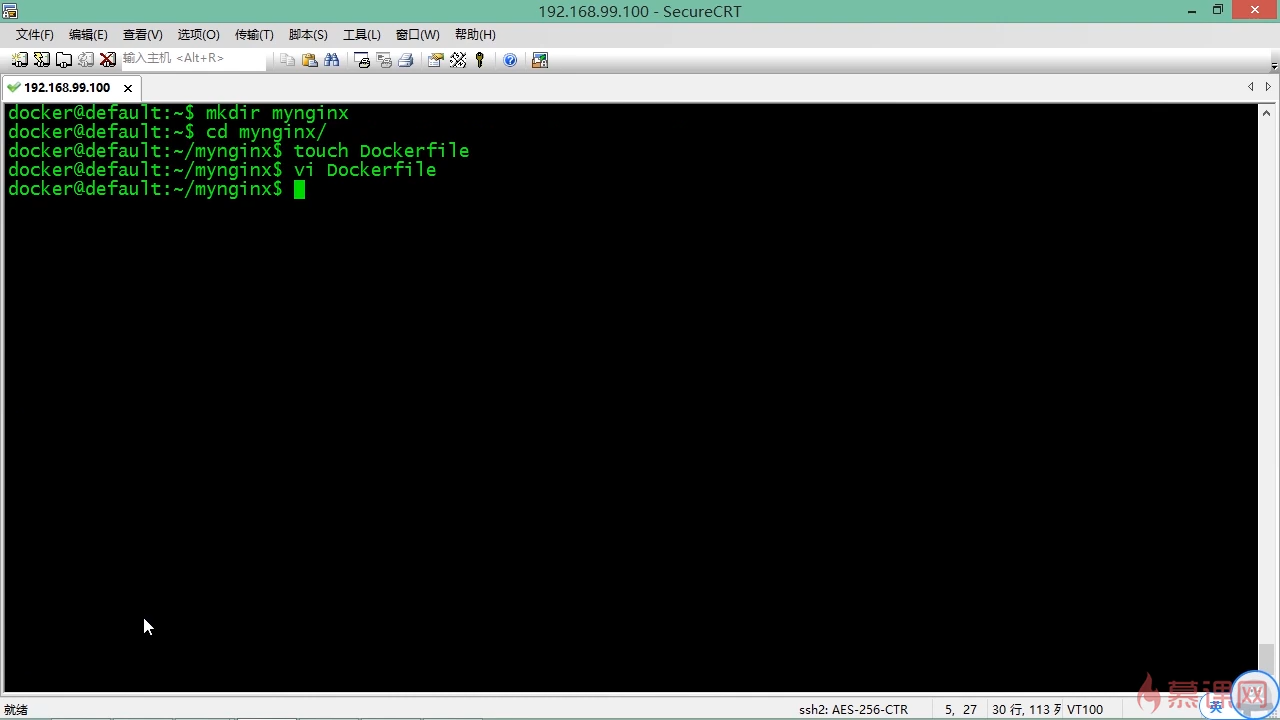 192.168.99.100 - SecureCRT
文件(F) 编辑(E) 查看(V) 选项(O) 传输(T) 脚本(S) 工具(L) 窗口(W) 帮助(H)
输入主机 <Alt+R>
192.168.99.100
docker@default:~$ mkdir mynginx
docker@default:~$ cd mynginx/
docker@default:~/mynginx$ touch Dockerfile
docker@default:~/mynginx$ vi Dockerfile
docker@default:~/mynginx$
慕课网
英
就绪 ssh2: AES-256-CTR 5, 27 30 行, 113 列 VT100